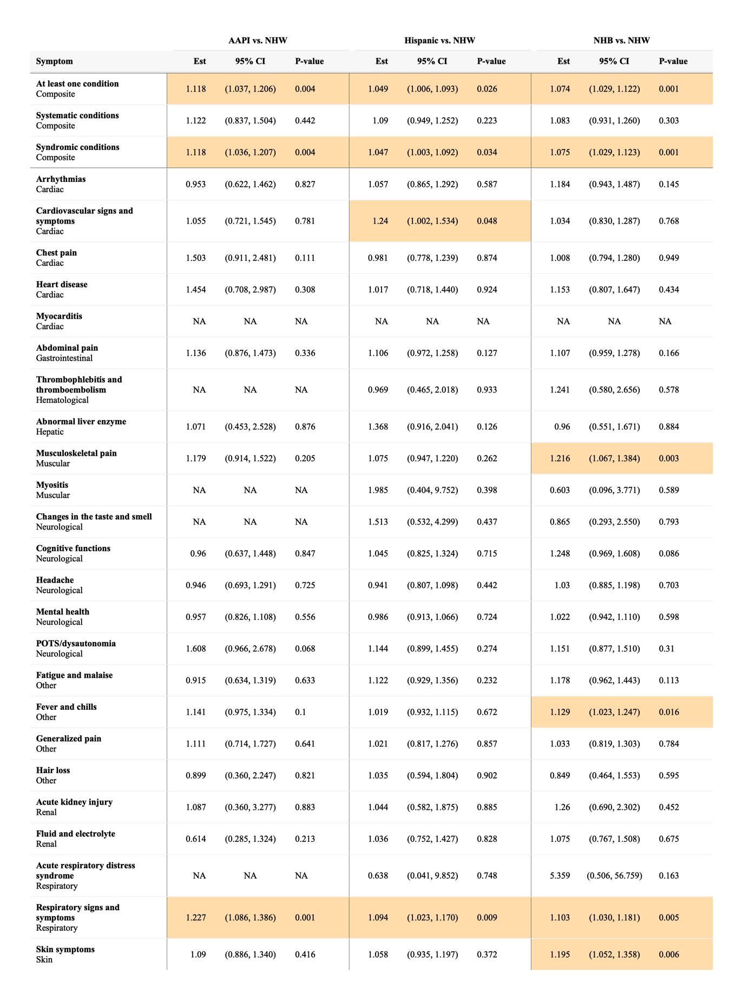 AAPI vs. NHW Hispanic vs. NHW NHB vs. NHW
Symptom Est 95% CI P-value Est 95% CI P-value Est 95% CI P-value
At least one condition
Composite
1.118 (1.037, 1.206) 0.004 1.049 (1.006, 1.093) 0.026 1.074 (1.029, 1.122) 0.001
Systematic conditions
Composite
1.122 (0.837, 1.504) 0.442 1.09 (0.949, 1.252) 0.223 1.083 (0.931, 1.260) 0.303
Syndromic conditions
Composite
1.118 (1.036, 1.207) 0.004 1.047 (1.003, 1.092) 0.034 1.075 (1.029, 1.123) 0.001
Arrhythmias
Cardiac
0.953 (0.622, 1.462) 0.827 1.057 (0.865, 1.292) 0.587 1.184 (0.943, 1.487) 0.145
Cardiovascular signs and
symptoms
Cardiac
1.055 (0.721, 1.545) 0.781 1.24 (1.002, 1.534) 0.048 1.034 (0.830, 1.287) 0.768
Chest pain
Cardiac
1.503 (0.911, 2.481) 0.111 0.981 (0.778, 1.239) 0.874 1.008 (0.794, 1.280) 0.949
Heart disease
Cardiac
1.454 (0.708, 2.987) 0.308 1.017 (0.718, 1.440) 0.924 1.153 (0.807, 1.647) 0.434
Myocarditis
Cardiac
NA NA NA NA NA NA NA NA NA
Abdominal pain
Gastrointestinal
1.136 (0.876, 1.473) 0.336 1.106 (0.972, 1.258) 0.127 1.107 (0.959, 1.278) 0.166
Thrombophlebitis and
thromboembolism
Hematological
NA NA NA 0.969 (0.465, 2.018) 0.933 1.241 (0.580, 2.656) 0.578
Abnormal liver enzyme
Hepatic
1.071 (0.453, 2.528) 0.876 1.368 (0.916, 2.041) 0.126 0.96 (0.551, 1.671) 0.884
Musculoskeletal pain
Muscular
1.179 (0.914, 1.522) 0.205 1.075 (0.947, 1.220) 0.262 1.216 (1.067, 1.384) 0.003
Myositis
Muscular
NA NA NA 1.985 (0.404, 9.752) 0.398 0.603 (0.096, 3.771) 0.589
Changes in the taste and smell
Neurological
NA NA NA 1.513 (0.532, 4.299) 0.437 0.865 (0.293, 2.550) 0.793
Cognitive functions
Neurological
0.96 (0.637, 1.448) 0.847 1.045 (0.825, 1.324) 0.715 1.248 (0.969, 1.608) 0.086
Headache
Neurological
0.946 (0.693, 1.291) 0.725 0.941 (0.807, 1.098) 0.442 1.03 (0.885, 1.198) 0.703
Mental health
Neurological
0.957 (0.826, 1.108) 0.556 0.986 (0.913, 1.066) 0.724 1.022 (0.942, 1.110) 0.598
POTS/dysautonomia
Neurological
1.608 (0.966, 2.678) 0.068 1.144 (0.899, 1.455) 0.274 1.151 (0.877, 1.510) 0.31
Fatigue and malaise
Other
0.915 (0.634, 1.319) 0.633 1.122 (0.929, 1.356) 0.232 1.178 (0.962, 1.443) 0.113
Fever and chills
Other
1.141 (0.975, 1.334) 0.1 1.019 (0.932, 1.115) 0.672 1.129 (1.023, 1.247) 0.016
Generalized pain
Other
1.111 (0.714, 1.727) 0.641 1.021 (0.817, 1.276) 0.857 1.033 (0.819, 1.303) 0.784
Hair loss
Other
0.899 (0.360, 2.247) 0.821 1.035 (0.594, 1.804) 0.902 0.849 (0.464, 1.553) 0.595
Acute kidney injury
Renal
1.087 (0.360, 3.277) 0.883 1.044 (0.582, 1.875) 0.885 1.26 (0.690, 2.302) 0.452
Fluid and electrolyte
Renal
0.614 (0.285, 1.324) 0.213 1.036 (0.752, 1.427) 0.828 1.075 (0.767, 1.508) 0.675
Acute respiratory distress
syndrome
Respiratory
NA NA NA 0.638 (0.041, 9.852) 0.748 5.359 (0.506, 56.759) 0.163
Respiratory signs and
symptoms
Respiratory
1.227 (1.086, 1.386) 0.001 1.094 (1.023, 1.170) 0.009 1.103 (1.030, 1.181) 0.005
Skin symptoms
Skin
1.09 (0.886, 1.340) 0.416 1.058 (0.935, 1.197) 0.372 1.195 (1.052, 1.358) 0.006